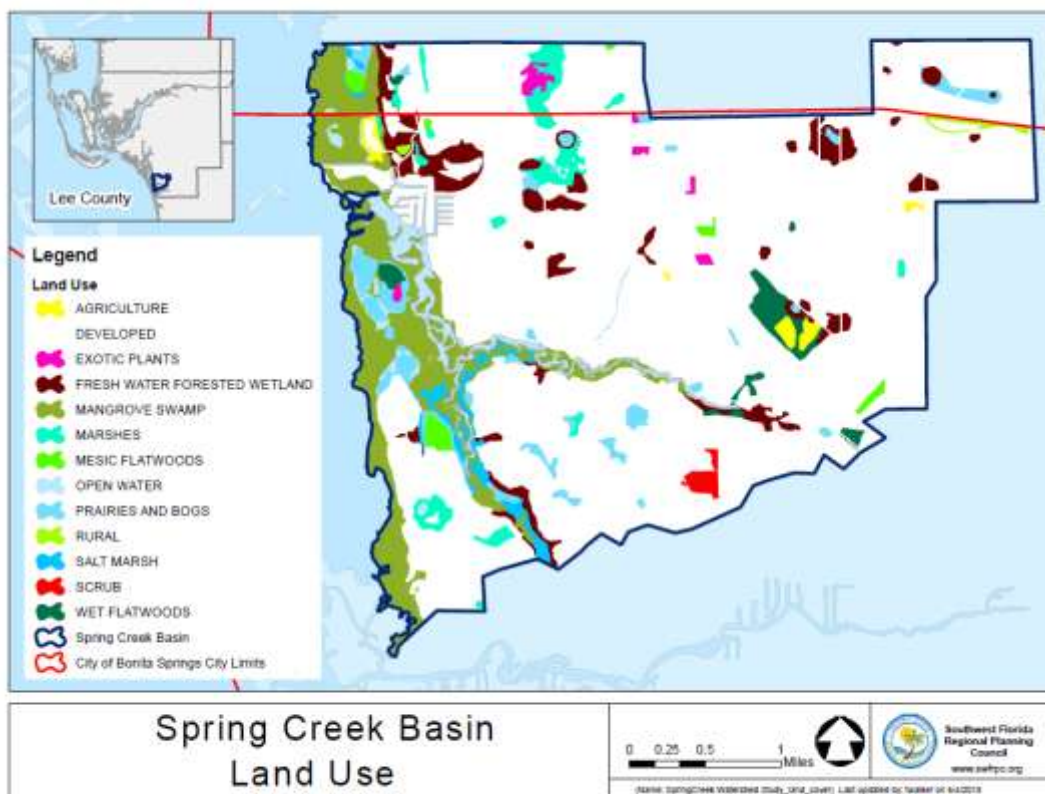 Lee County
Legend
Land Use
AGRICULTURE
DEVELOPED
EXOTIC PLANTS
FRESH WATER FORESTED WETLAND
MANGROVE SWAMP
MARSHES
MESIC FLATWOODS
OPEN WATER
PRAIRIES AND BOGS
RURAL
SALT MARSH
SCRUB
WET FLATWOODS
Spring Creek Basin
City of Bonita Springs City Limits
Spring Creek Basin
Land Use
0 0.25 0.5 1
Miles
Southwest Florida
Regional Planning
Council
www.swfrpc.org
Last updated by